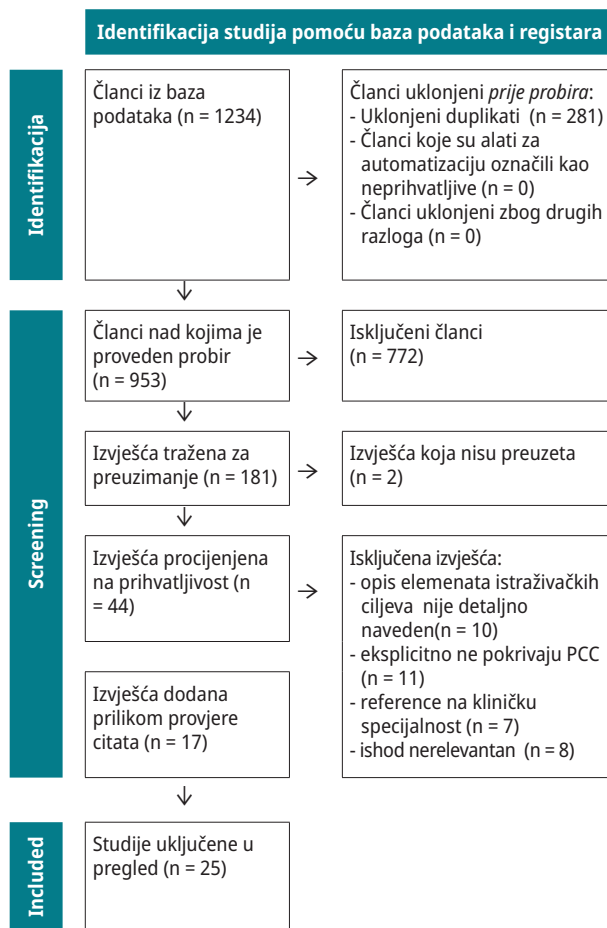 Identifikacija studija pomoću baza podataka i registara
Identifikacija
Članci iz baza
podataka (n = 1234)
Članci uklonjeni prije probira:
- Uklonjeni duplikati (n = 281)
- Članci koje su alati za
automatizaciju označili kao
neprihvatljive (n = 0)
- Članci uklonjeni zbog drugih
razloga (n = 0)
Screening
Članci nad kojima je
proveden probir
(n = 953)
Isključeni članci
(n = 772)
Izvješća tražena za
preuzimanje (n = 181)
Izvješća koja nisu preuzeta
(n = 2)
Izvješća procijenjena
na prihvatljivost (n
= 44)
Isključena izvješća:
- opis elemenata istraživačkih
ciljeva nije detaljno
naveden(n = 10)
- eksplicitno ne pokrivaju PCC
(n = 11)
- reference na kliničku
specijalnost (n = 7)
- ishod nerelevantan (n = 8)
Izvješća dodana
prilikom provjere
citata (n = 17)
Included
Studije uključene u
pregled (n = 25)